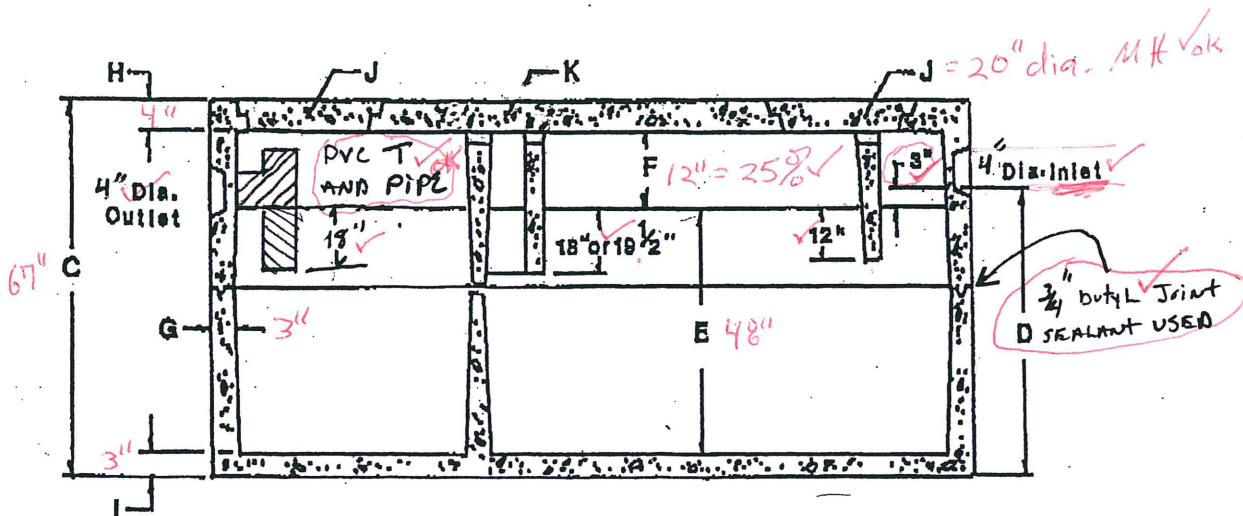 H
J
K
J = 20" dia. MH ok
4"
PVC T ok
AND PIPE
F 12" = 25%
3"
4" Dia. Inlet
4" Dia.
Outlet
18"
18" or 19 1/2"
12"
67" C
3/4" Butyl Joint
SEALANT USED
G 3"
E 48"
D
3"
I